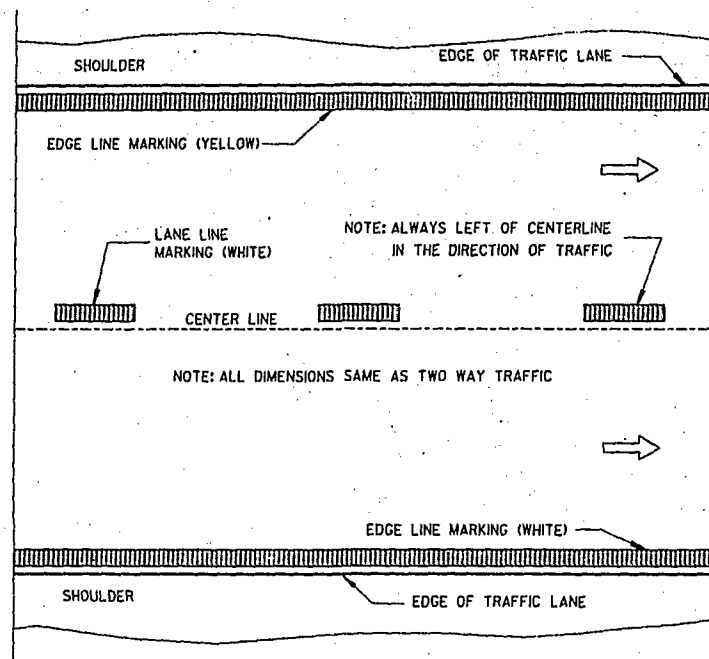 EDGE OF TRAFFIC LANE
SHOULDER
EDGE LINE MARKING (YELLOW)
LANE LINE
MARKING (WHITE)
NOTE: ALWAYS LEFT OF CENTERLINE
IN THE DIRECTION OF TRAFFIC
CENTER LINE
NOTE: ALL DIMENSIONS SAME AS TWO WAY TRAFFIC
EDGE LINE MARKING (WHITE)
SHOULDER
EDGE OF TRAFFIC LANE